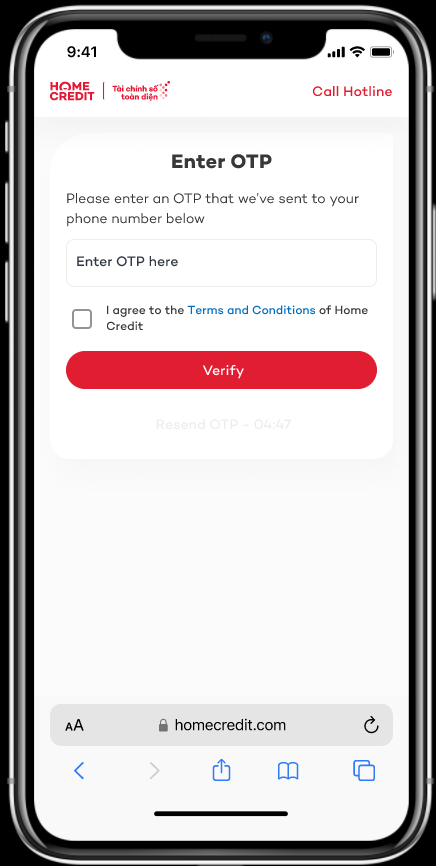 9:41
HOME CREDIT
Tài chính số
toàn diện
Call Hotline
Enter OTP
Please enter an OTP that we've sent to your
phone number below
Enter OTP here
I agree to the Terms and Conditions of Home
Credit
Verify
Resend OTP - 04:47
AA
homecredit.com